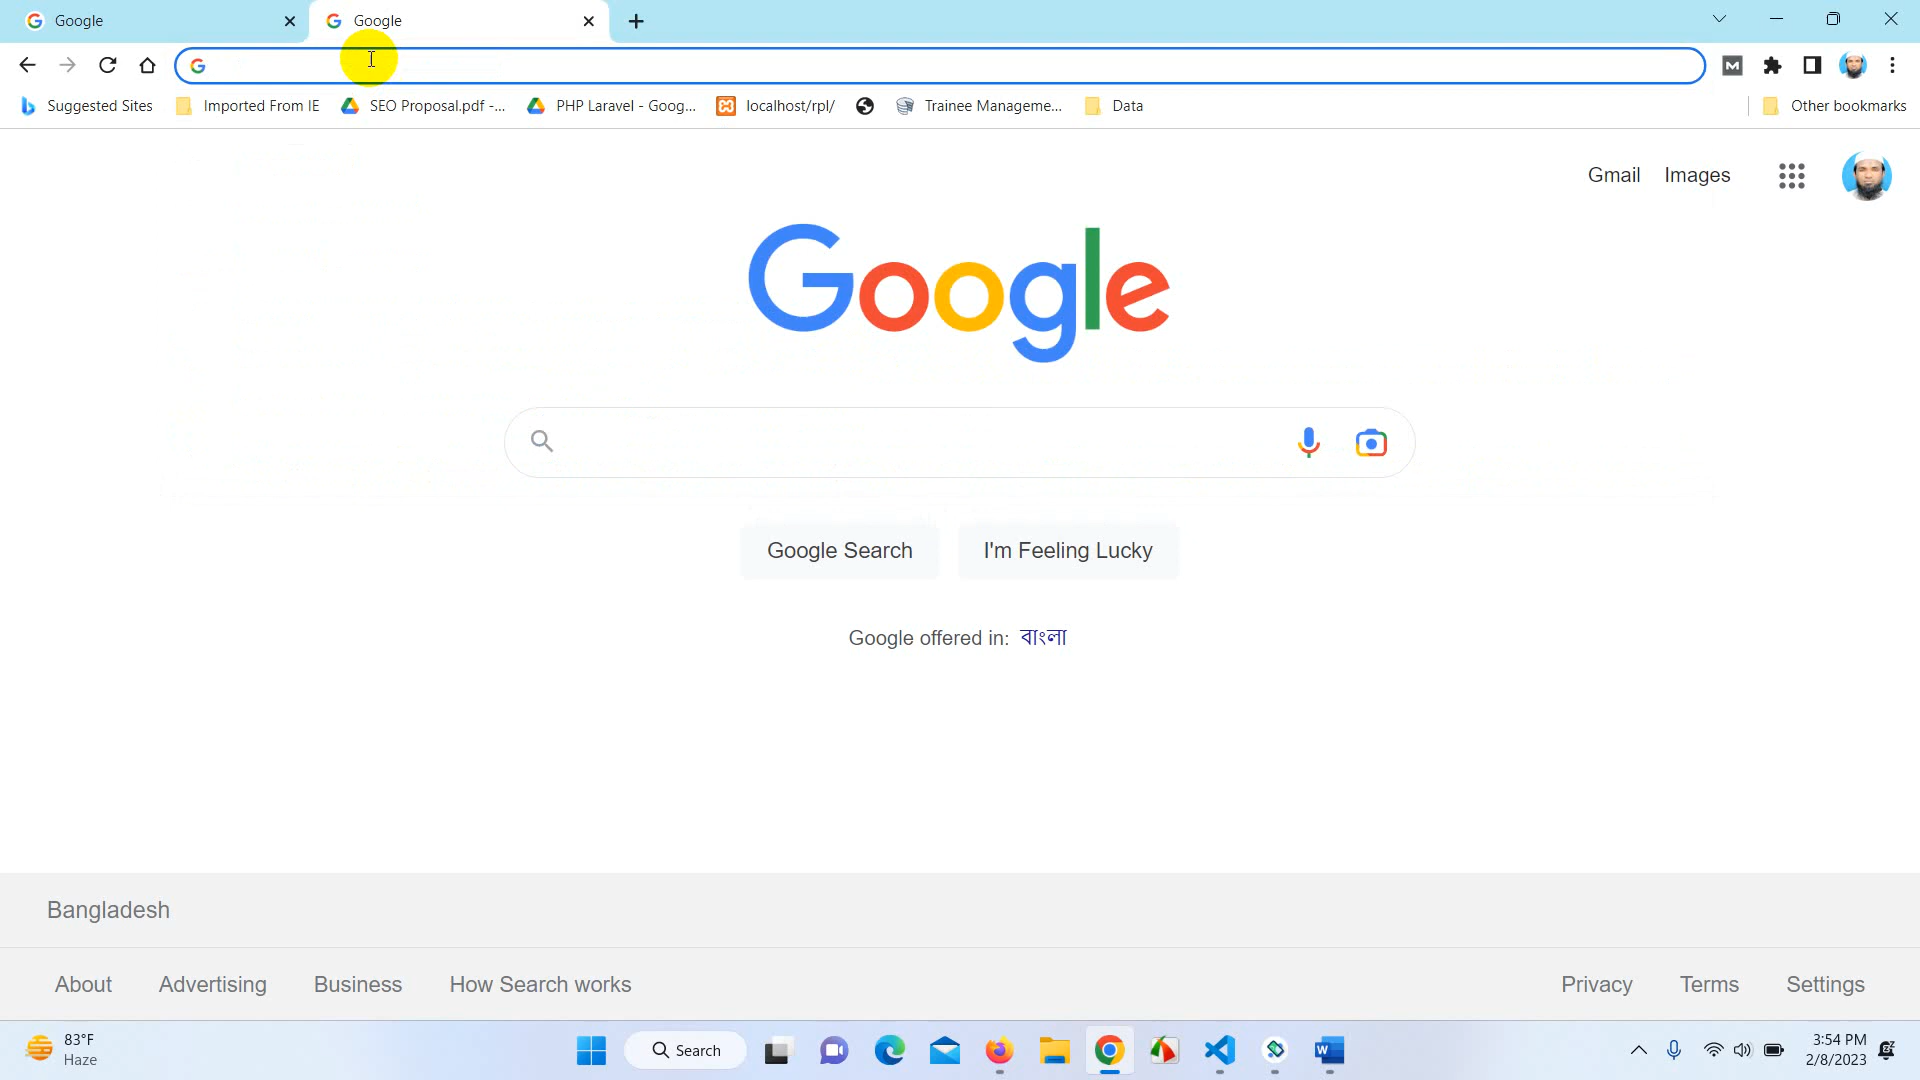 Google
Google
Suggested Sites
Imported From IE
SEO Proposal.pdf -...
PHP Laravel - Goog...
localhost/rpl/
Trainee Manageme...
Data
Other bookmarks
Gmail
Images
Google
Google Search
I'm Feeling Lucky
Google offered in: বাংলা
Bangladesh
About
Advertising
Business
How Search works
Privacy
Terms
Settings
83°F
Haze
Search
3:54 PM
2/8/2023